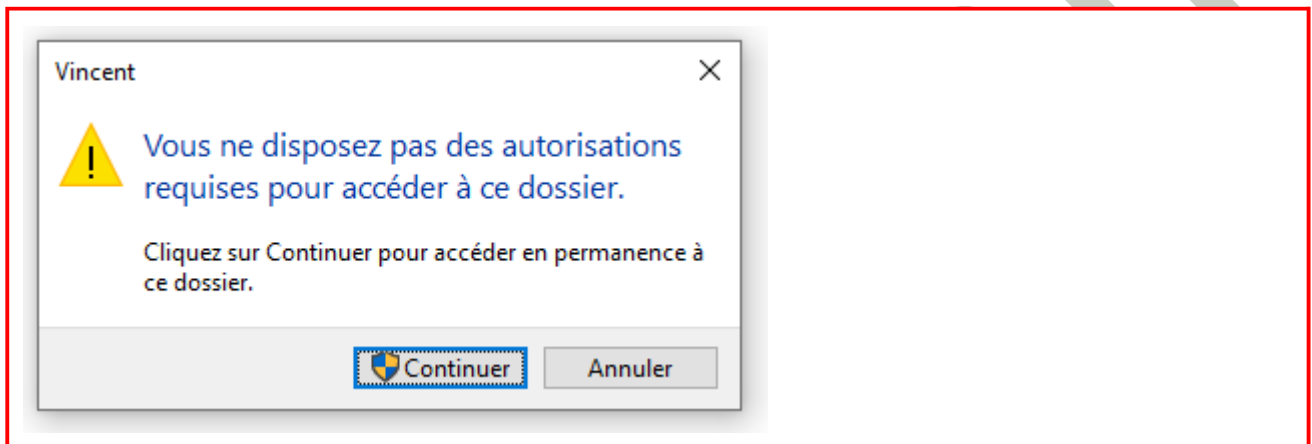 Vincent
Vous ne disposez pas des autorisations
requises pour accéder à ce dossier.
Cliquez sur Continuer pour accéder en permanence à
ce dossier.
Continuer Annuler